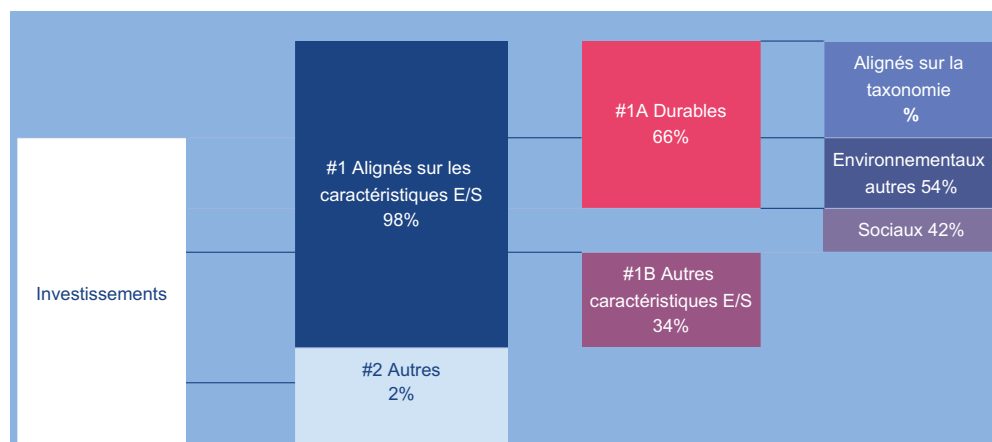 Investissements
#1 Alignés sur les
caractéristiques E/S
98%
#2 Autres
2%
#1A Durables
66%
#1B Autres
caractéristiques E/S
34%
Alignés sur la
taxonomie
%
Environnementaux
autres 54%
Sociaux 42%